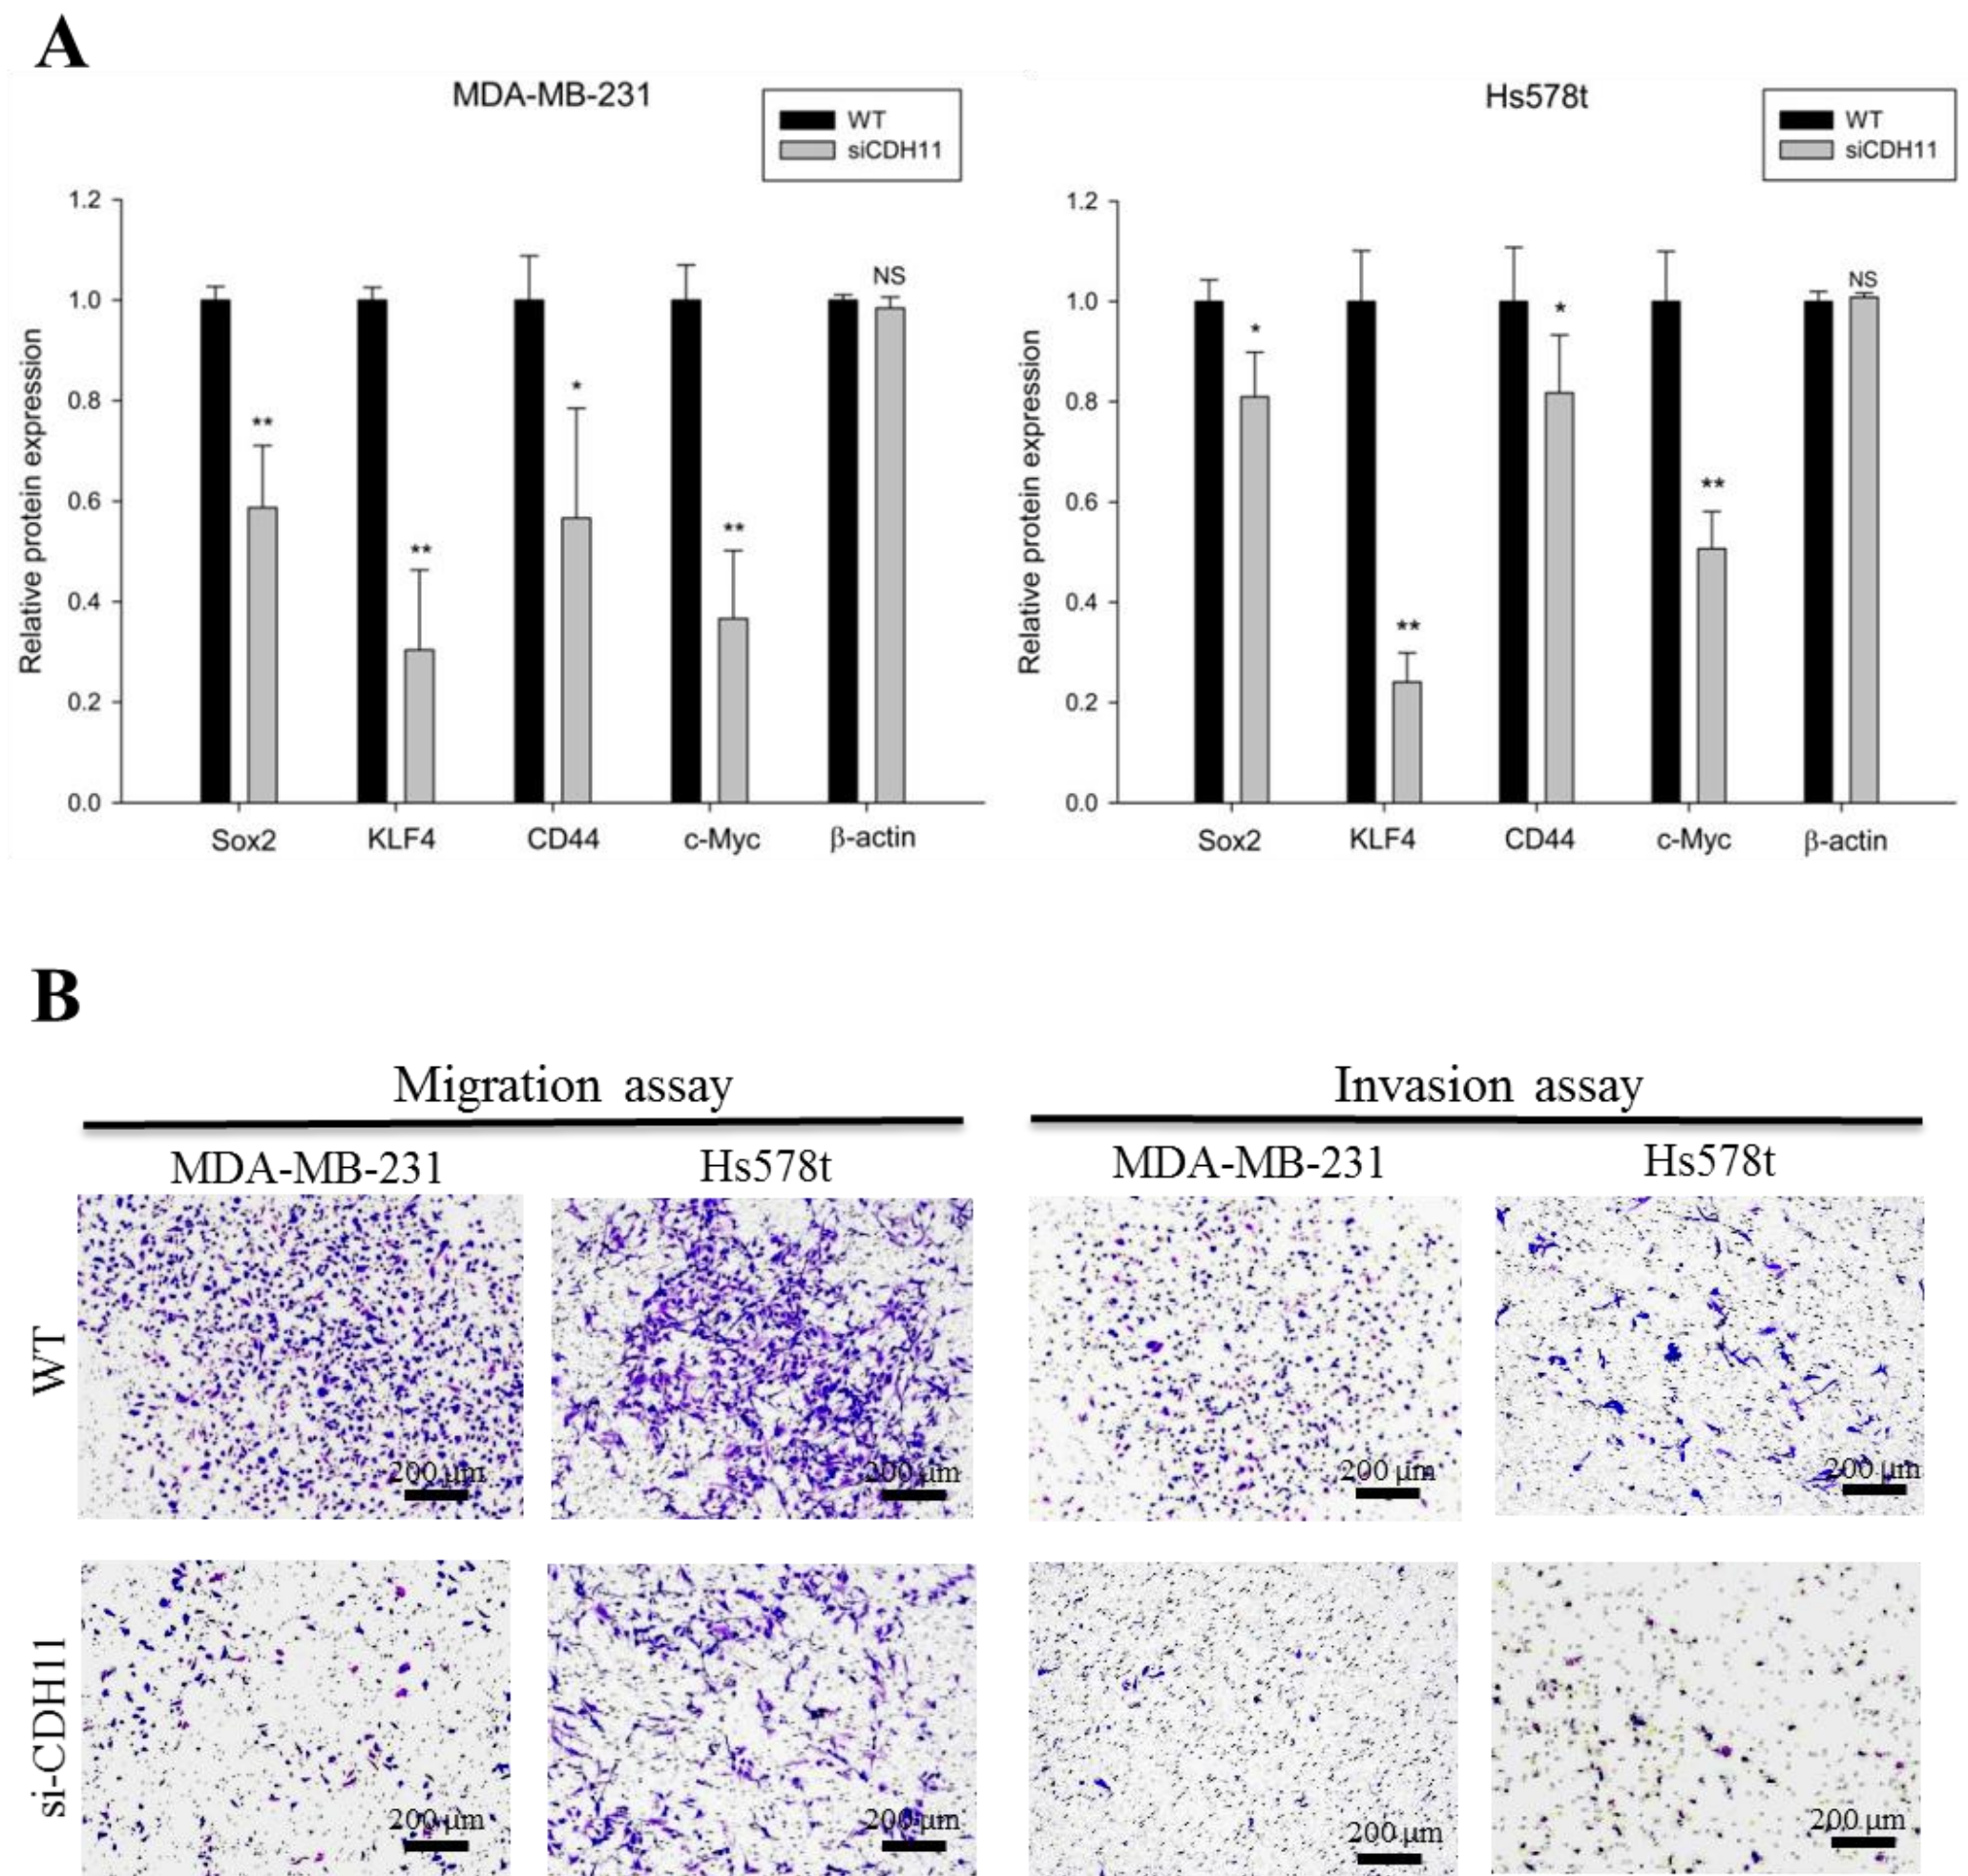 A
MDA-MB-231
WT
siCDH11
Relative protein expression
1.2
1.0
0.8
0.6
0.4
0.2
0.0
**
**
*
**
NS
Sox2 KLF4 CD44 c-Myc β-actin
Hs578t
WT
siCDH11
Relative protein expression
1.2
1.0
0.8
0.6
0.4
0.2
0.0
*
**
*
**
NS
Sox2 KLF4 CD44 c-Myc β-actin
B
Migration assay
Invasion assay
MDA-MB-231 Hs578t MDA-MB-231 Hs578t
WT
200 μm 200 μm 200 μm 200 μm
si-CDH11
200 μm 200 μm 200 μm 200 μm